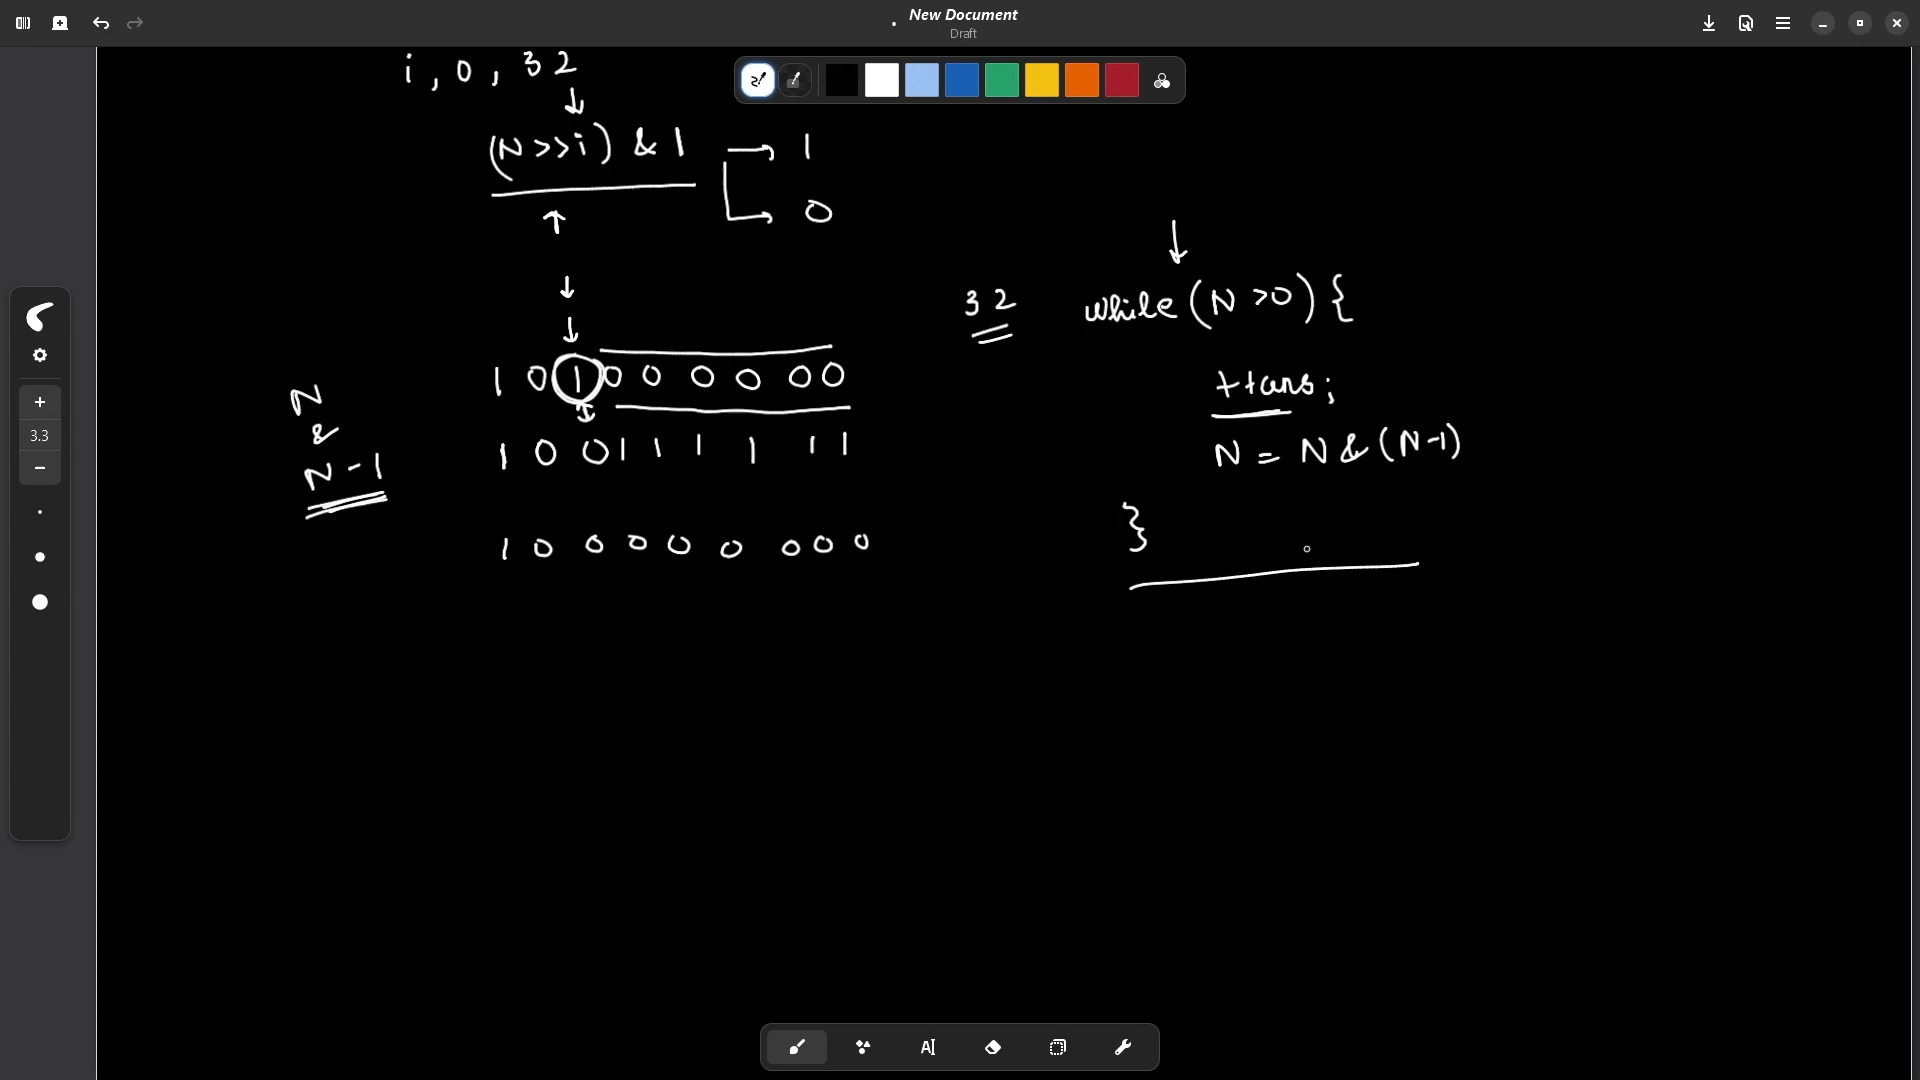 New Document
Draft
i, 0, 32
(N>>i) & 1 → 1
→ 0
32 while (N >0) {
1 0 1 0 0 0 0 0 0
++ans;
N
&
N-1
1 0 0 1 1 1 1 1 1
N = N & (N-1)
1 0 0 0 0 0 0 0 0
}
+
3.3
−
AI